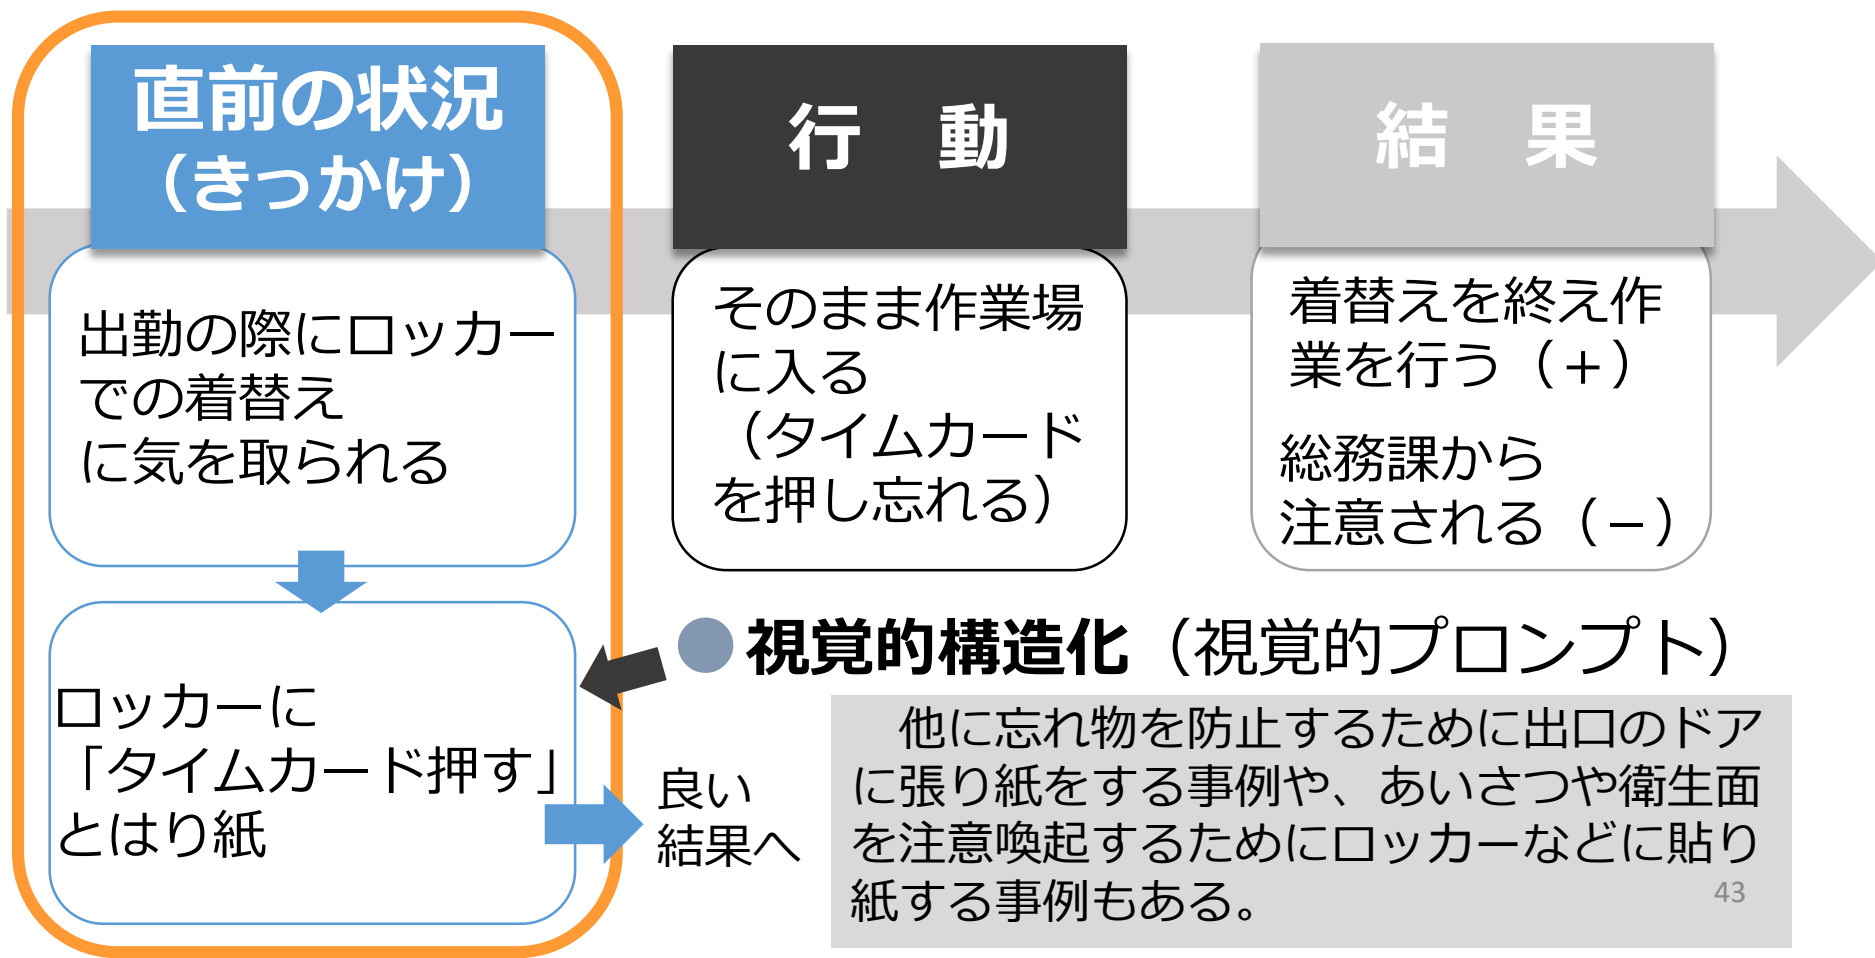 直前の状況
（きっかけ）
出勤の際にロッカー
での着替え
に気を取られる
ロッカーに
「タイムカード押す」
とはり紙
行　動
そのまま作業場
に入る
（タイムカード
を押し忘れる）
結　果
着替えを終え作
業を行う（+）
総務課から
注意される（－）
●視覚的構造化（視覚的プロンプト）
良い
結果へ
　他に忘れ物を防止するために出口のドア
に張り紙をする事例や、あいさつや衛生面
を注意喚起するためにロッカーなどに貼り
紙する事例もある。
43